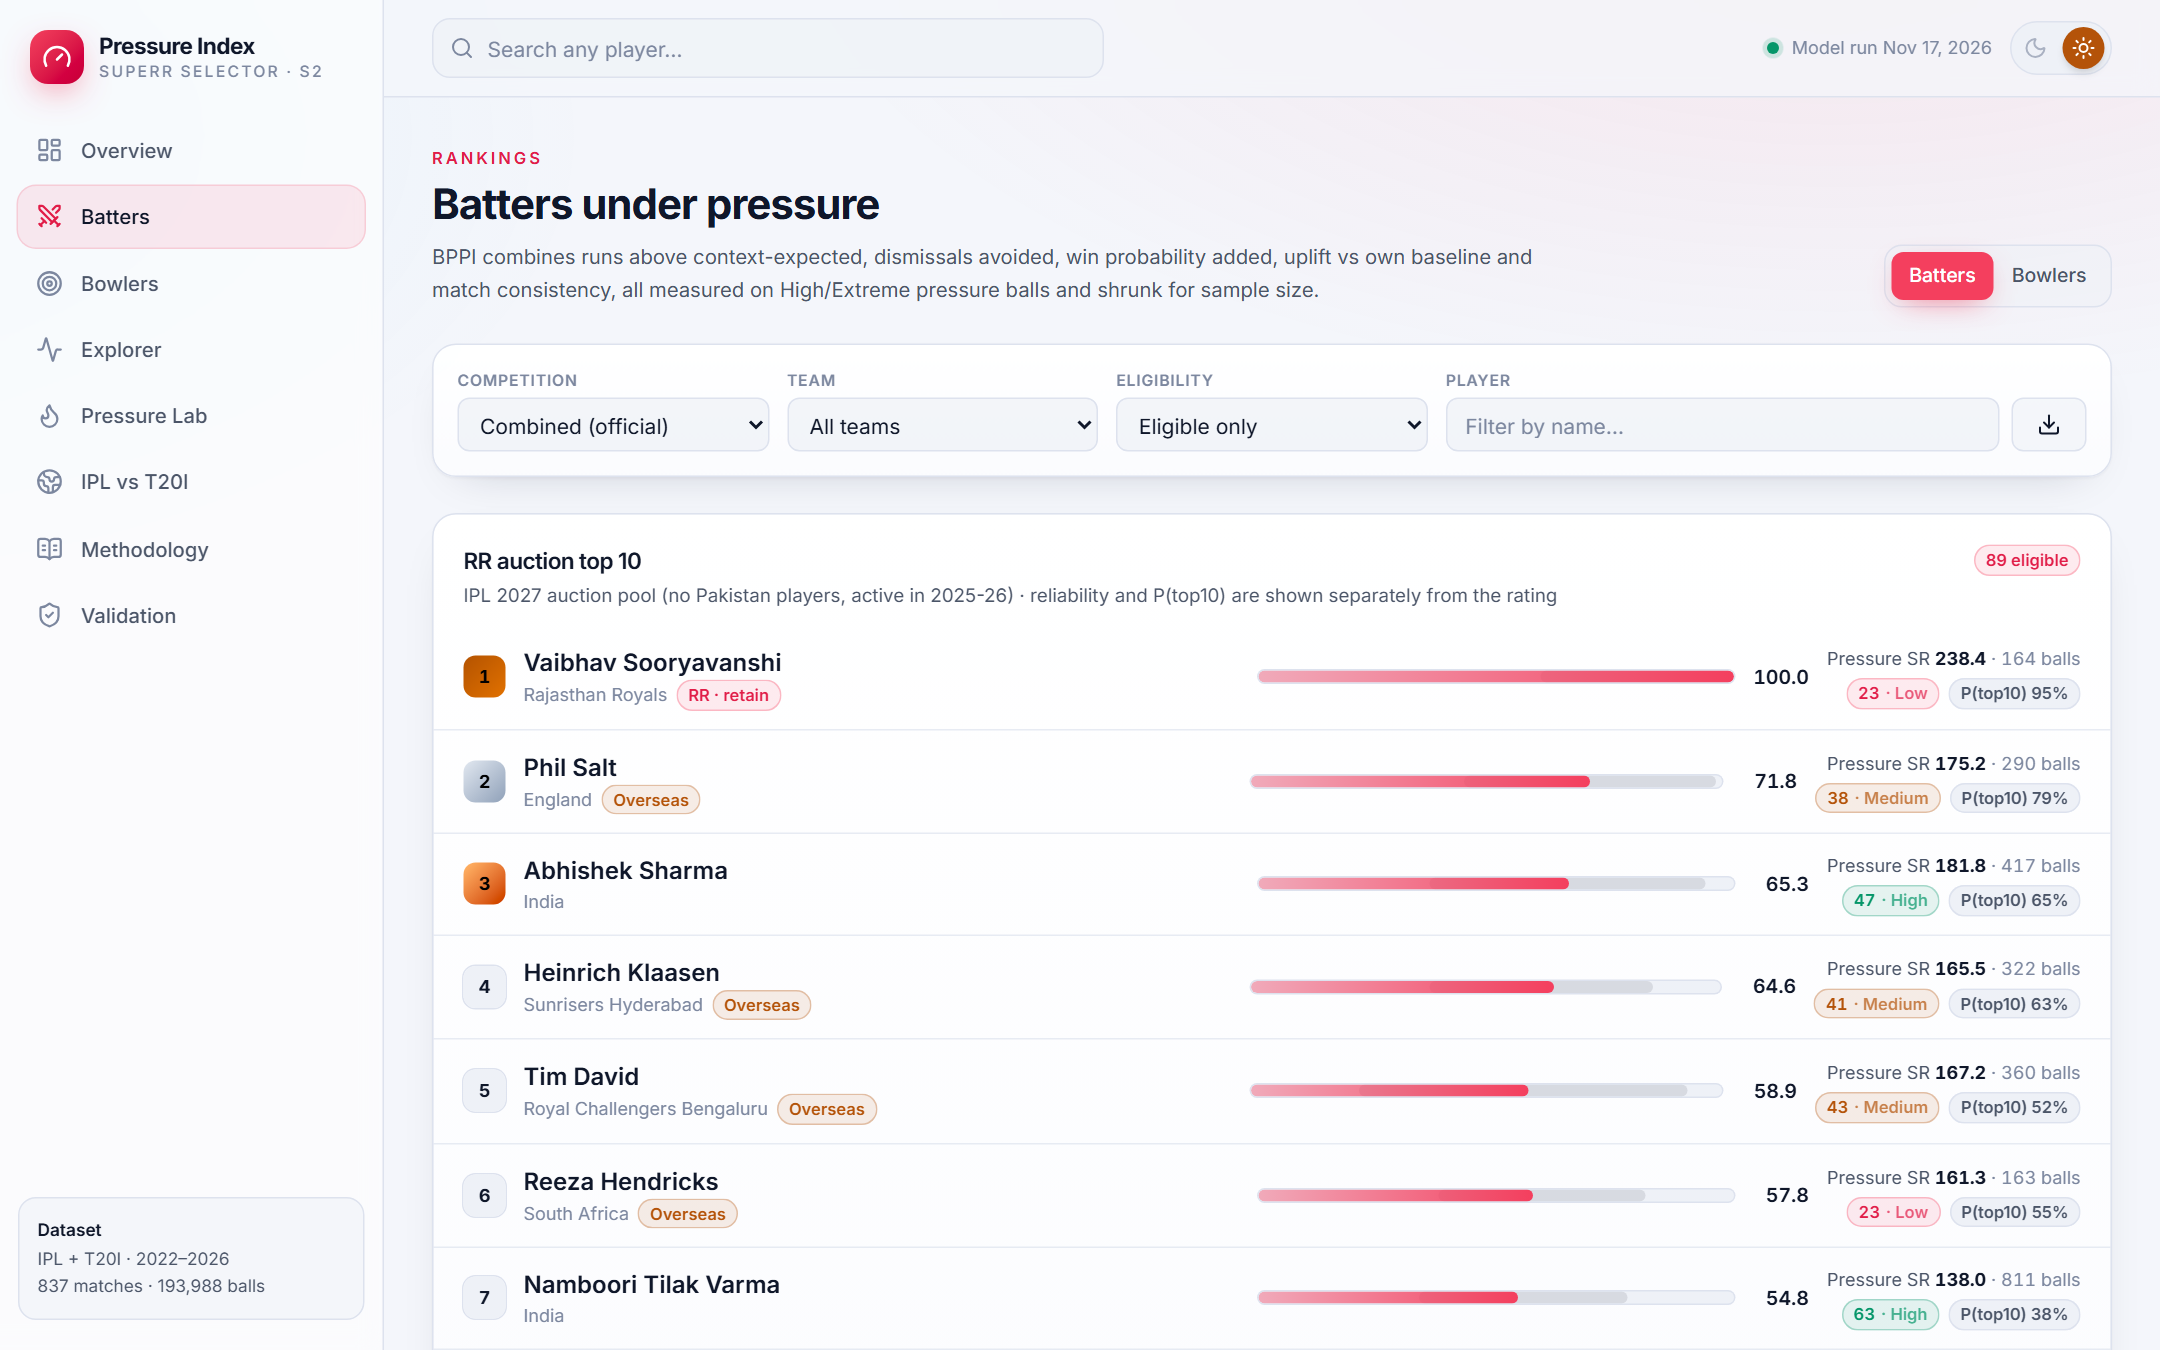 Pressure Index
SUPERR SELECTOR · S2
Overview
Batters
Bowlers
Explorer
Pressure Lab
IPL vs T20I
Methodology
Validation
Dataset
IPL + T20I · 2022–2026
837 matches · 193,988 balls
Search any player...
Model run Nov 17, 2026
RANKINGS
Batters under pressure
BPPI combines runs above context-expected, dismissals avoided, win probability added, uplift vs own baseline and
match consistency, all measured on High/Extreme pressure balls and shrunk for sample size.
Batters Bowlers
COMPETITION TEAM ELIGIBILITY PLAYER
Combined (official) All teams Eligible only Filter by name...
RR auction top 10
89 eligible
IPL 2027 auction pool (no Pakistan players, active in 2025-26) · reliability and P(top10) are shown separately from the rating
1 Vaibhav Sooryavanshi 100.0 Pressure SR 238.4 · 164 balls
Rajasthan Royals RR · retain 23 · Low P(top10) 95%
2 Phil Salt 71.8 Pressure SR 175.2 · 290 balls
England Overseas 38 · Medium P(top10) 79%
3 Abhishek Sharma 65.3 Pressure SR 181.8 · 417 balls
India 47 · High P(top10) 65%
4 Heinrich Klaasen 64.6 Pressure SR 165.5 · 322 balls
Sunrisers Hyderabad Overseas 41 · Medium P(top10) 63%
5 Tim David 58.9 Pressure SR 167.2 · 360 balls
Royal Challengers Bengaluru Overseas 43 · Medium P(top10) 52%
6 Reeza Hendricks 57.8 Pressure SR 161.3 · 163 balls
South Africa Overseas 23 · Low P(top10) 55%
7 Namboori Tilak Varma 54.8 Pressure SR 138.0 · 811 balls
India 63 · High P(top10) 38%